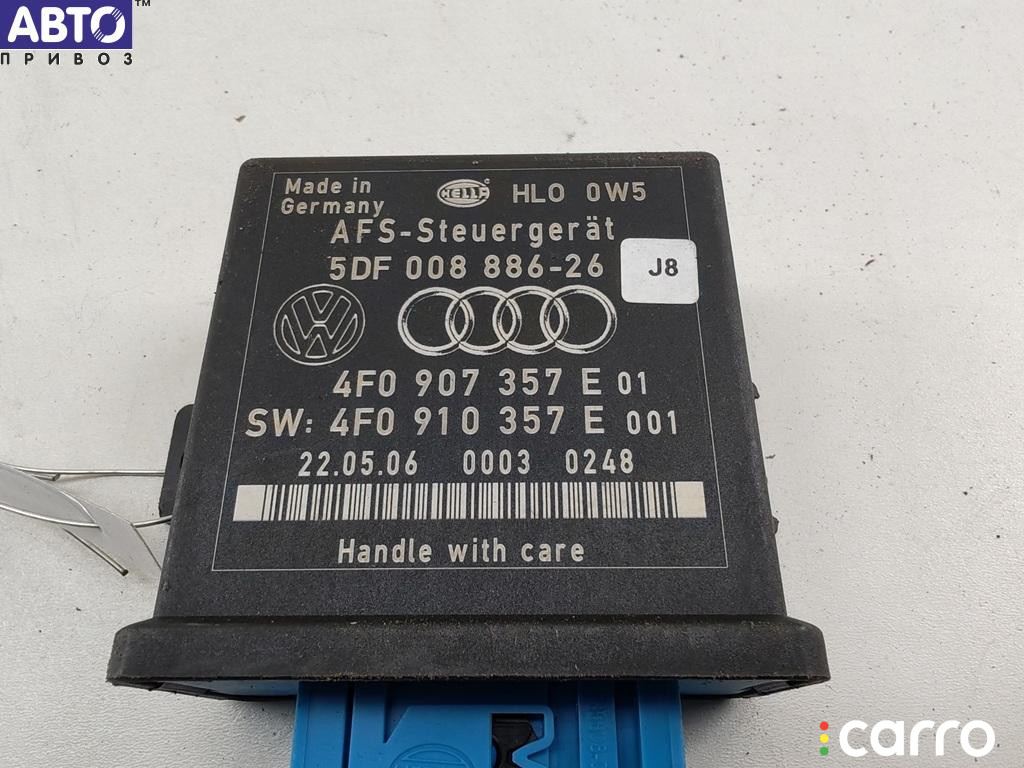 АВТО™
ПРИВОЗ
Made in
Germany
HELLA
HLO 0W5
AFS-Steuergerät
5DF 008 886-26
J8
4F0 907 357 E 01
SW: 4F0 910 357 E 001
22.05.06 0003 0248
Handle with care
carro